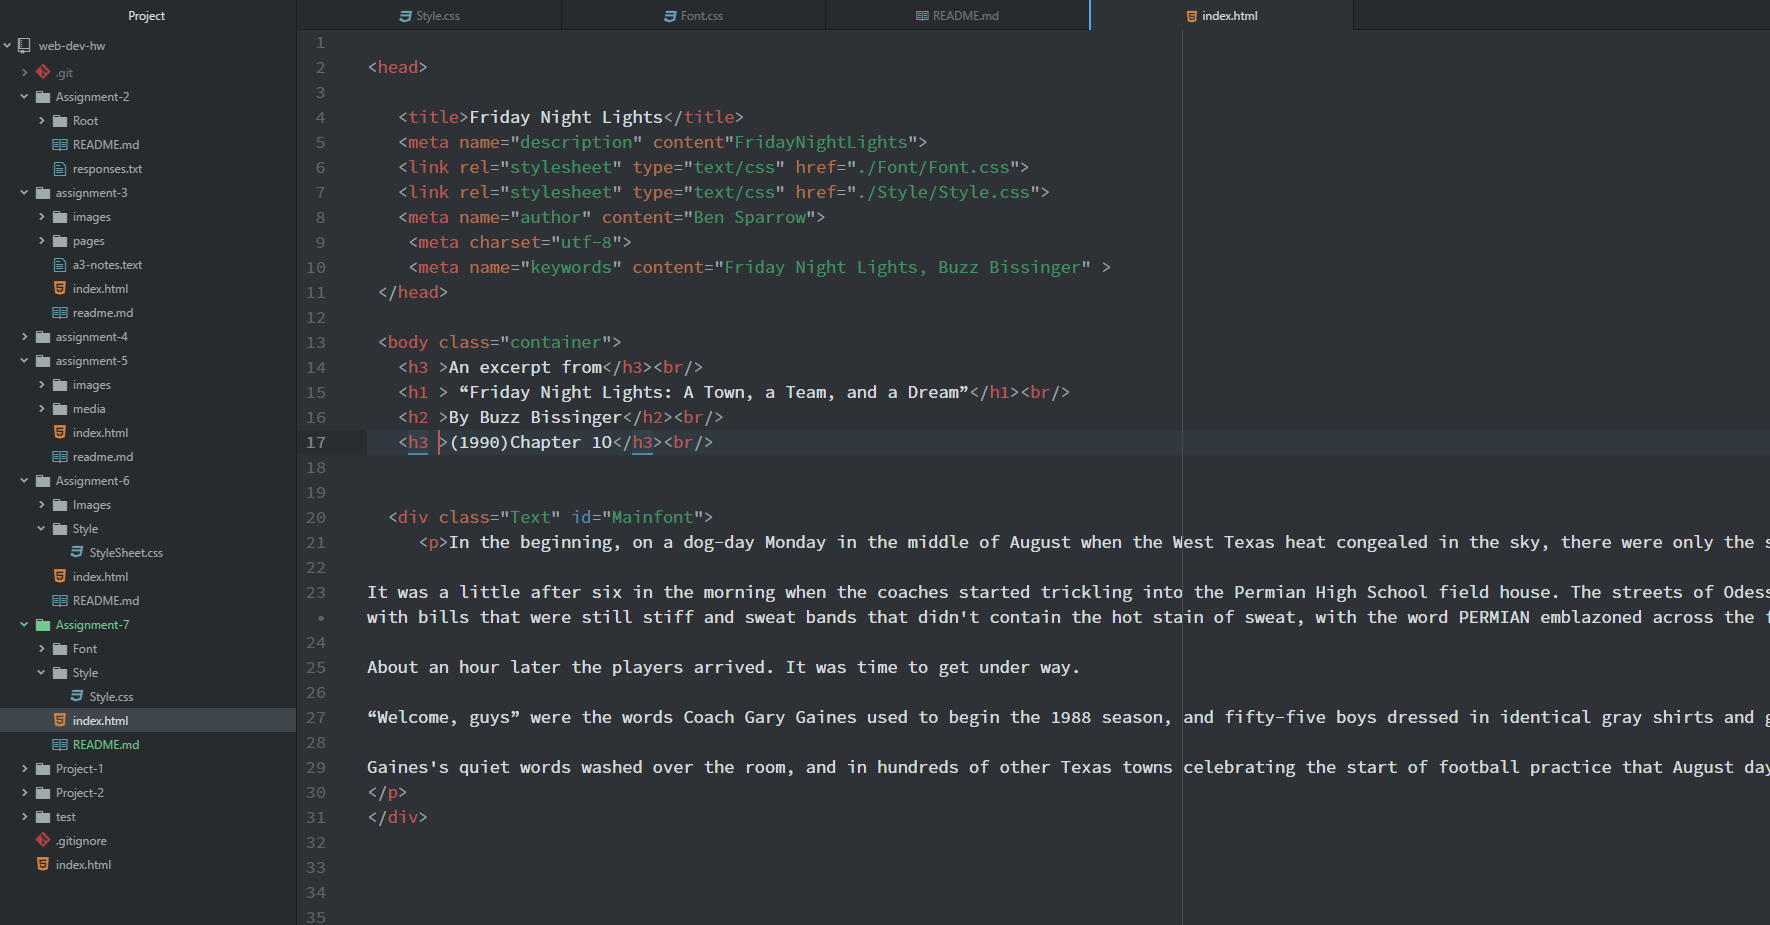 Project
web-dev-hw
.git
Assignment-2
Root
README.md
responses.txt
assignment-3
images
pages
a3-notes.text
index.html
readme.md
assignment-4
assignment-5
images
media
index.html
readme.md
Assignment-6
Images
Style
StyleSheet.css
index.html
README.md
Assignment-7
Font
Style
Style.css
index.html
README.md
Project-1
Project-2
test
.gitignore
index.html
Style.css
Font.css
README.md
index.html
1
2 <head>
3
4 <title>Friday Night Lights</title>
5 <meta name="description" content"FridayNightLights">
6 <link rel="stylesheet" type="text/css" href="./Font/Font.css">
7 <link rel="stylesheet" type="text/css" href="./Style/Style.css">
8 <meta name="author" content="Ben Sparrow">
9 <meta charset="utf-8">
10 <meta name="keywords" content="Friday Night Lights, Buzz Bissinger" >
11 </head>
12
13 <body class="container">
14 <h3 >An excerpt from</h3><br/>
15 <h1 > “Friday Night Lights: A Town, a Team, and a Dream”</h1><br/>
16 <h2 >By Buzz Bissinger</h2><br/>
17 <h3 >(1990)Chapter 1O</h3><br/>
18
19
20 <div class="Text" id="Mainfont">
21 <p>In the beginning, on a dog-day Monday in the middle of August when the West Texas heat congealed in the sky, there were only the s
22
23 It was a little after six in the morning when the coaches started trickling into the Permian High School field house. The streets of Odess
• with bills that were still stiff and sweat bands that didn't contain the hot stain of sweat, with the word PERMIAN emblazoned across the f
24
25 About an hour later the players arrived. It was time to get under way.
26
27 “Welcome, guys” were the words Coach Gary Gaines used to begin the 1988 season, and fifty-five boys dressed in identical gray shirts and g
28
29 Gaines's quiet words washed over the room, and in hundreds of other Texas towns celebrating the start of football practice that August day
30 </p>
31 </div>
32
33
34
35